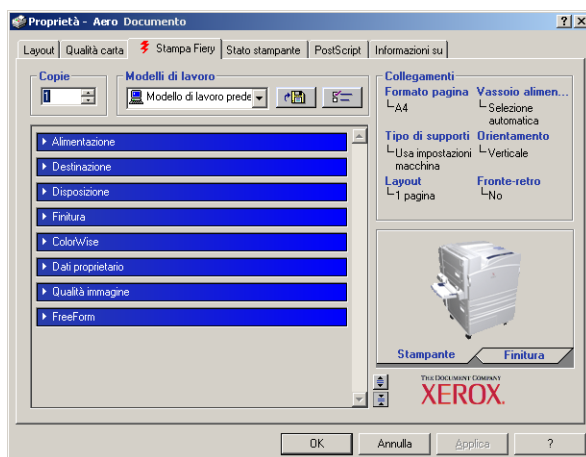 Proprietà - Aero Documento
Layout Qualità carta Stampa Fiery Stato stampante PostScript Informazioni su
Copie
1
Modelli di lavoro
Modello di lavoro prede
Alimentazione
Destinazione
Disposizione
Finitura
ColorWise
Dati proprietario
Qualità immagine
FreeForm
Collegamenti
Formato pagina Vassoio alimen...
A4 Selezione
automatica
Tipo di supporti Orientamento
Usa impostazioni Verticale
macchina
Layout Fronte-retro
1 pagina No
Stampante Finitura
THE DOCUMENT COMPANY
XEROX.
OK Annulla Applica ?